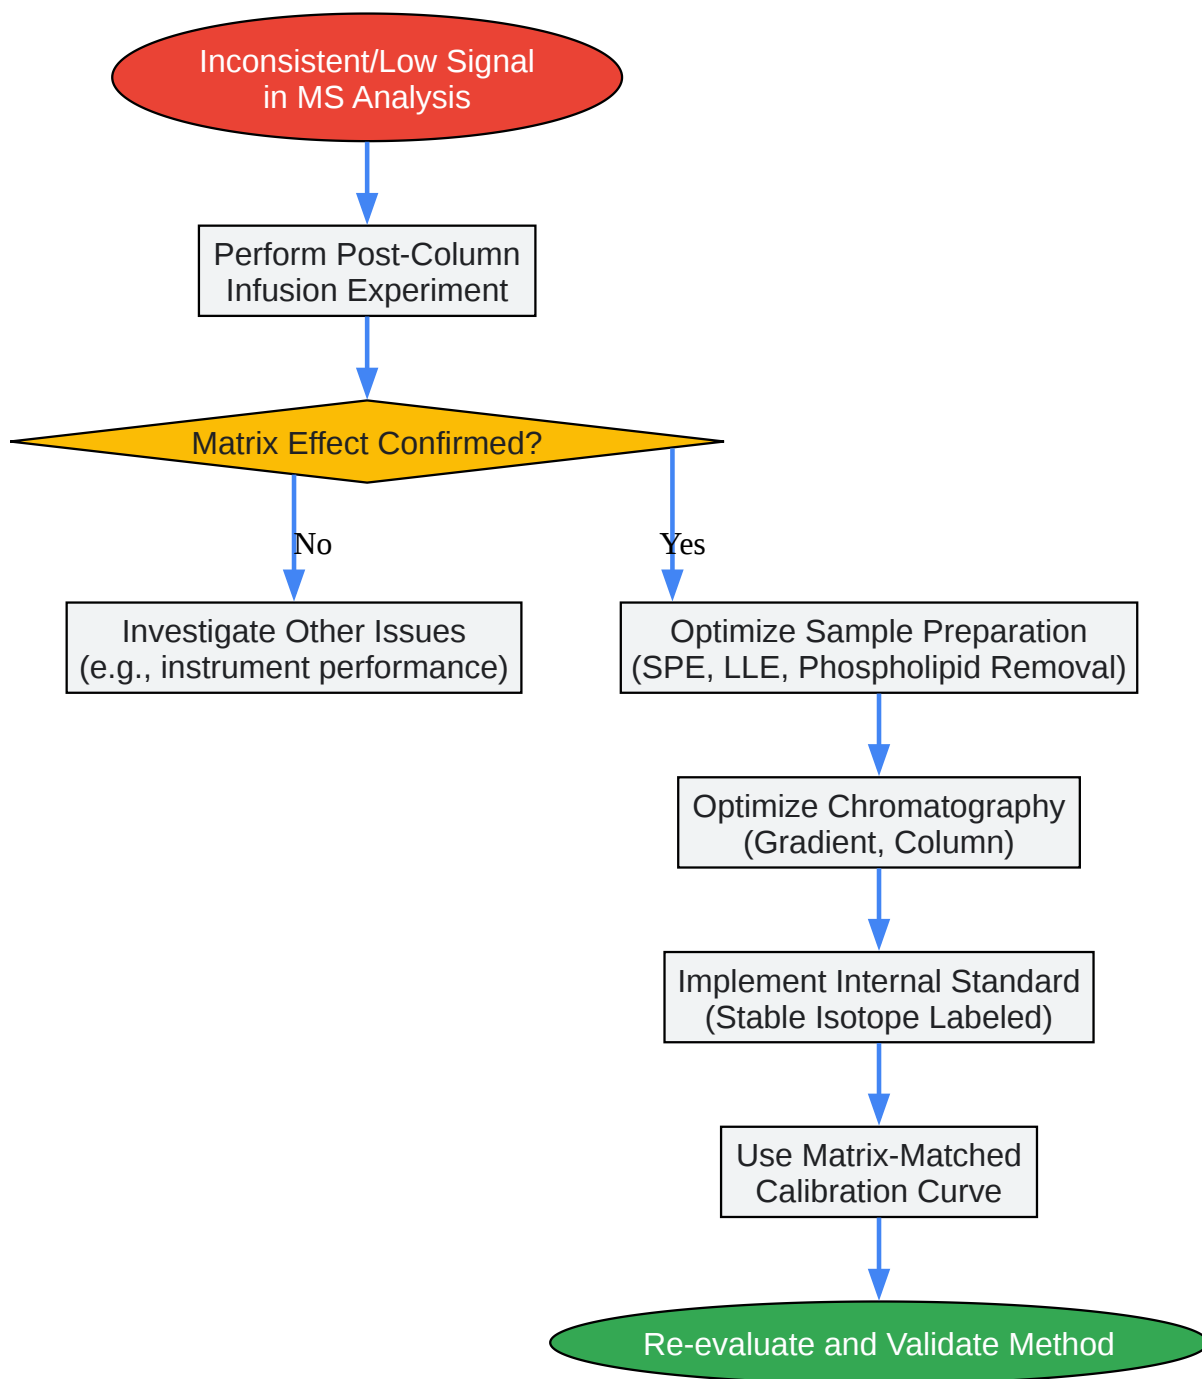 Inconsistent/Low Signal
in MS Analysis
Perform Post-Column
Infusion Experiment
Matrix Effect Confirmed?
No
Yes
Investigate Other Issues
(e.g., instrument performance)
Optimize Sample Preparation
(SPE, LLE, Phospholipid Removal)
Optimize Chromatography
(Gradient, Column)
Implement Internal Standard
(Stable Isotope Labeled)
Use Matrix-Matched
Calibration Curve
Re-evaluate and Validate Method